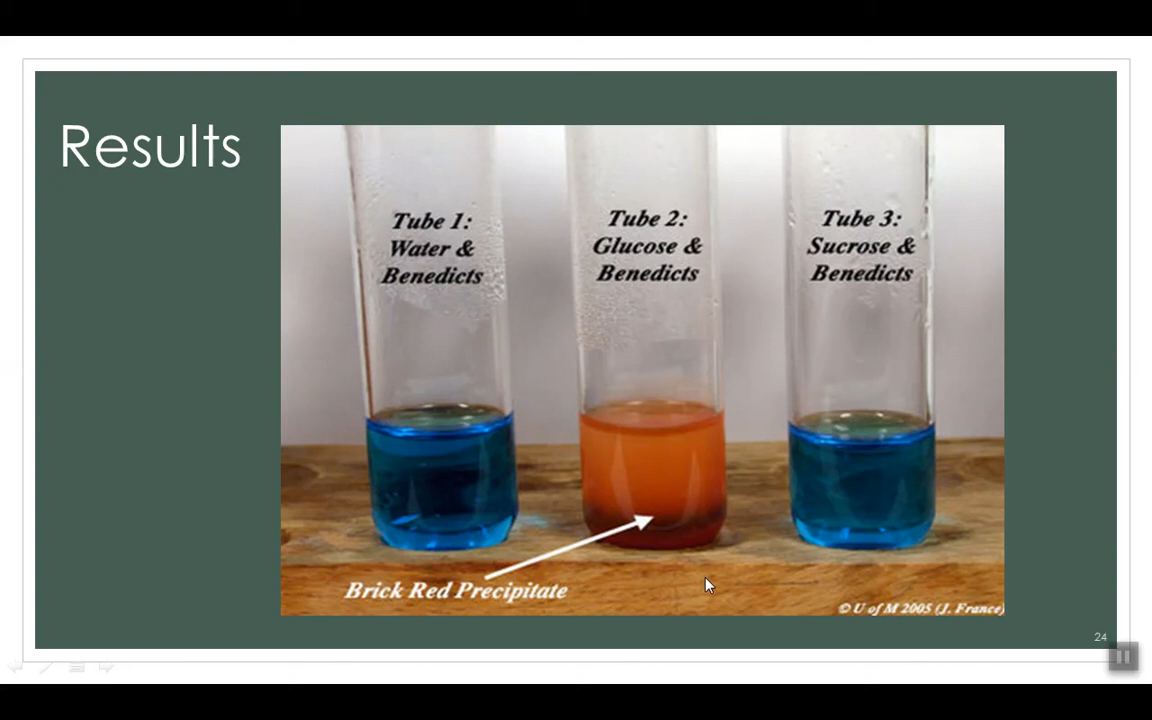 Results
Tube 1:
Water &
Benedicts
Tube 2:
Glucose &
Benedicts
Tube 3:
Sucrose &
Benedicts
Brick Red Precipitate
© U of M 2005 (J. France)
24